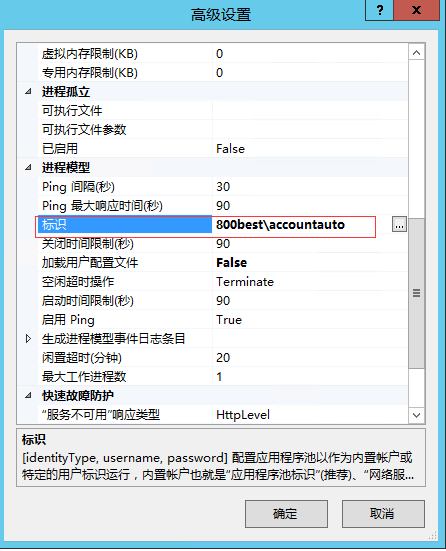 高级设置
?
虚拟内存限制(KB) 0
专用内存限制(KB) 0
进程孤立
可执行文件
可执行文件参数
已启用 False
进程模型
Ping 间隔(秒) 30
Ping 最大响应时间(秒) 90
标识 800best\accountauto ...
关闭时间限制(秒) 90
加载用户配置文件 False
空闲超时操作 Terminate
启动时间限制(秒) 90
启用 Ping True
生成进程模型事件日志条目
闲置超时(分钟) 20
最大工作进程数 1
快速故障防护
“服务不可用”响应类型 HttpLevel
标识
[identityType, username, password] 配置应用程序池以作为内置帐户或
特定的用户标识运行，内置帐户也就是“应用程序池标识”(推荐)、“网络服...
确定 取消